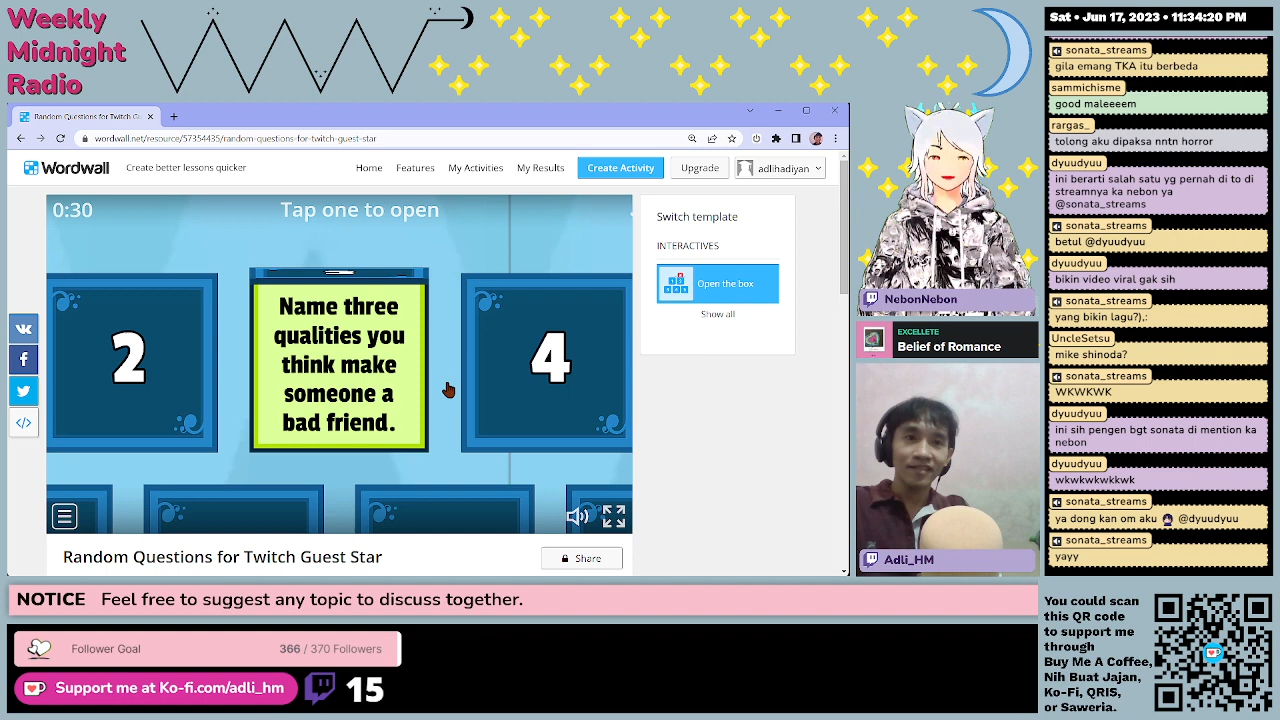 Weekly
Midnight
Radio
Random Questions for Twitch G
wordwall.net/resource/57354435/random-questions-for-twitch-guest-star
Wordwall
Create better lessons quicker
Features
My Activities
My Results
Create Activity
Upgrade
adlihadiyan
0:30
Tap one to open
2
Name three
qualities you
think make
someone a
bad friend.
4
Switch template
INTERACTIVES
Open the box
Show all
Random Questions for Twitch Guest Star
Share
NebonNebon
EXCELLETE
Belief of Romance
Adli_HM
Sat • Jun 17, 2023 • 11:34:20 PM
sonata_streams
gila emang TKA itu berbeda
sammichisme
good maleeeem
rargas_
tolong aku dipaksa nntn horror
dyuudyuu
ini berarti salah satu yg pernah di to di
streamnya ka nebon ya
@sonata_streams
sonata_streams
betul @dyuudyuu
dyuudyuu
bikin video viral gak sih
sonata_streams
yang bikin lagu?),:
UncleSetsu
mike shinoda?
sonata_streams
WKWKWK
dyuudyuu
ini sih pengen bgt sonata di mention ka
nebon
dyuudyuu
wkwkwkwkkwk
sonata_streams
ya dong kan om aku @dyuudyuu
sonata_streams
yayy
NOTICE Feel free to suggest any topic to discuss together.
Follower Goal
366 / 370 Followers
Support me at Ko-fi.com/adli_hm
15
You could scan
this QR code
to support me
through
Buy Me A Coffee,
Nih Buat Jajan,
Ko-Fi, QRIS,
or Saweria.